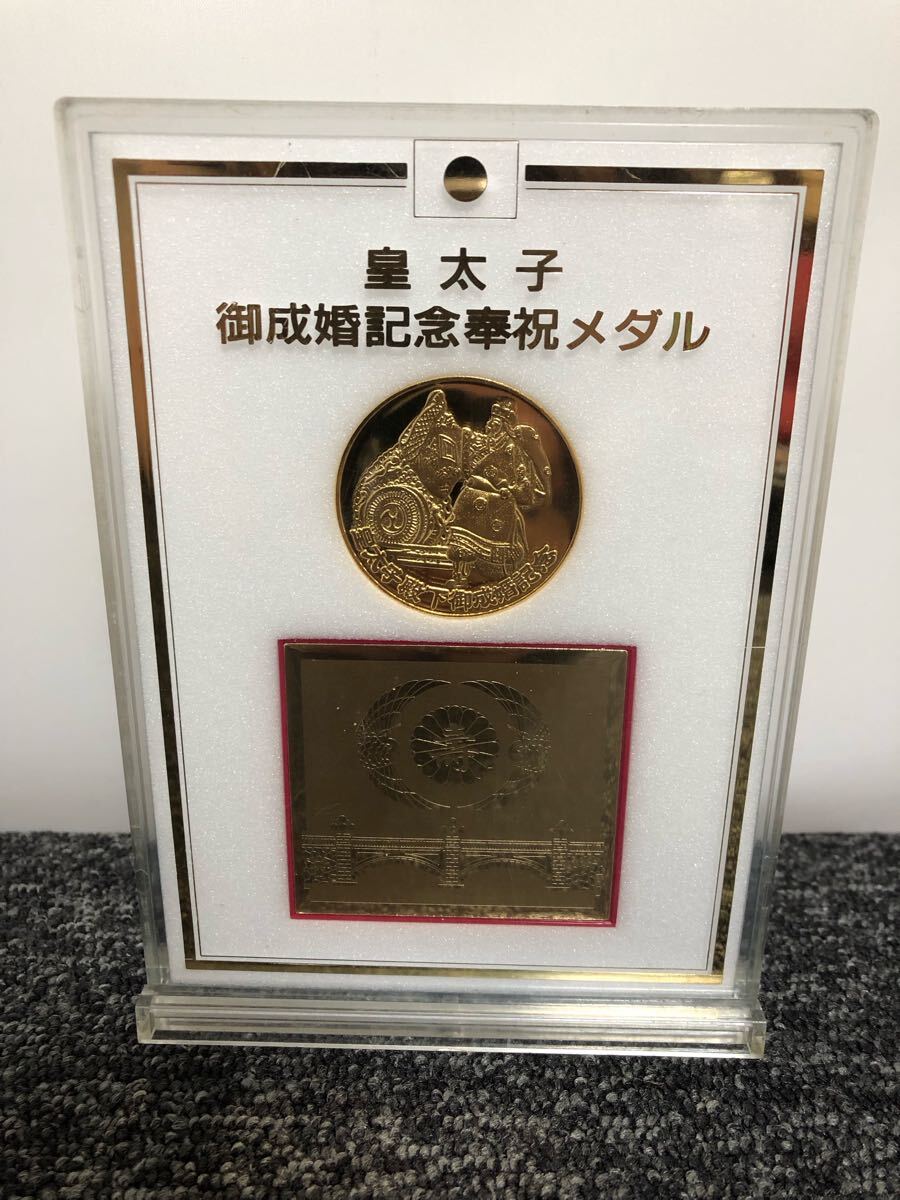 皇太子
御成婚記念奉祝メダル
皇太子殿下御成婚記念